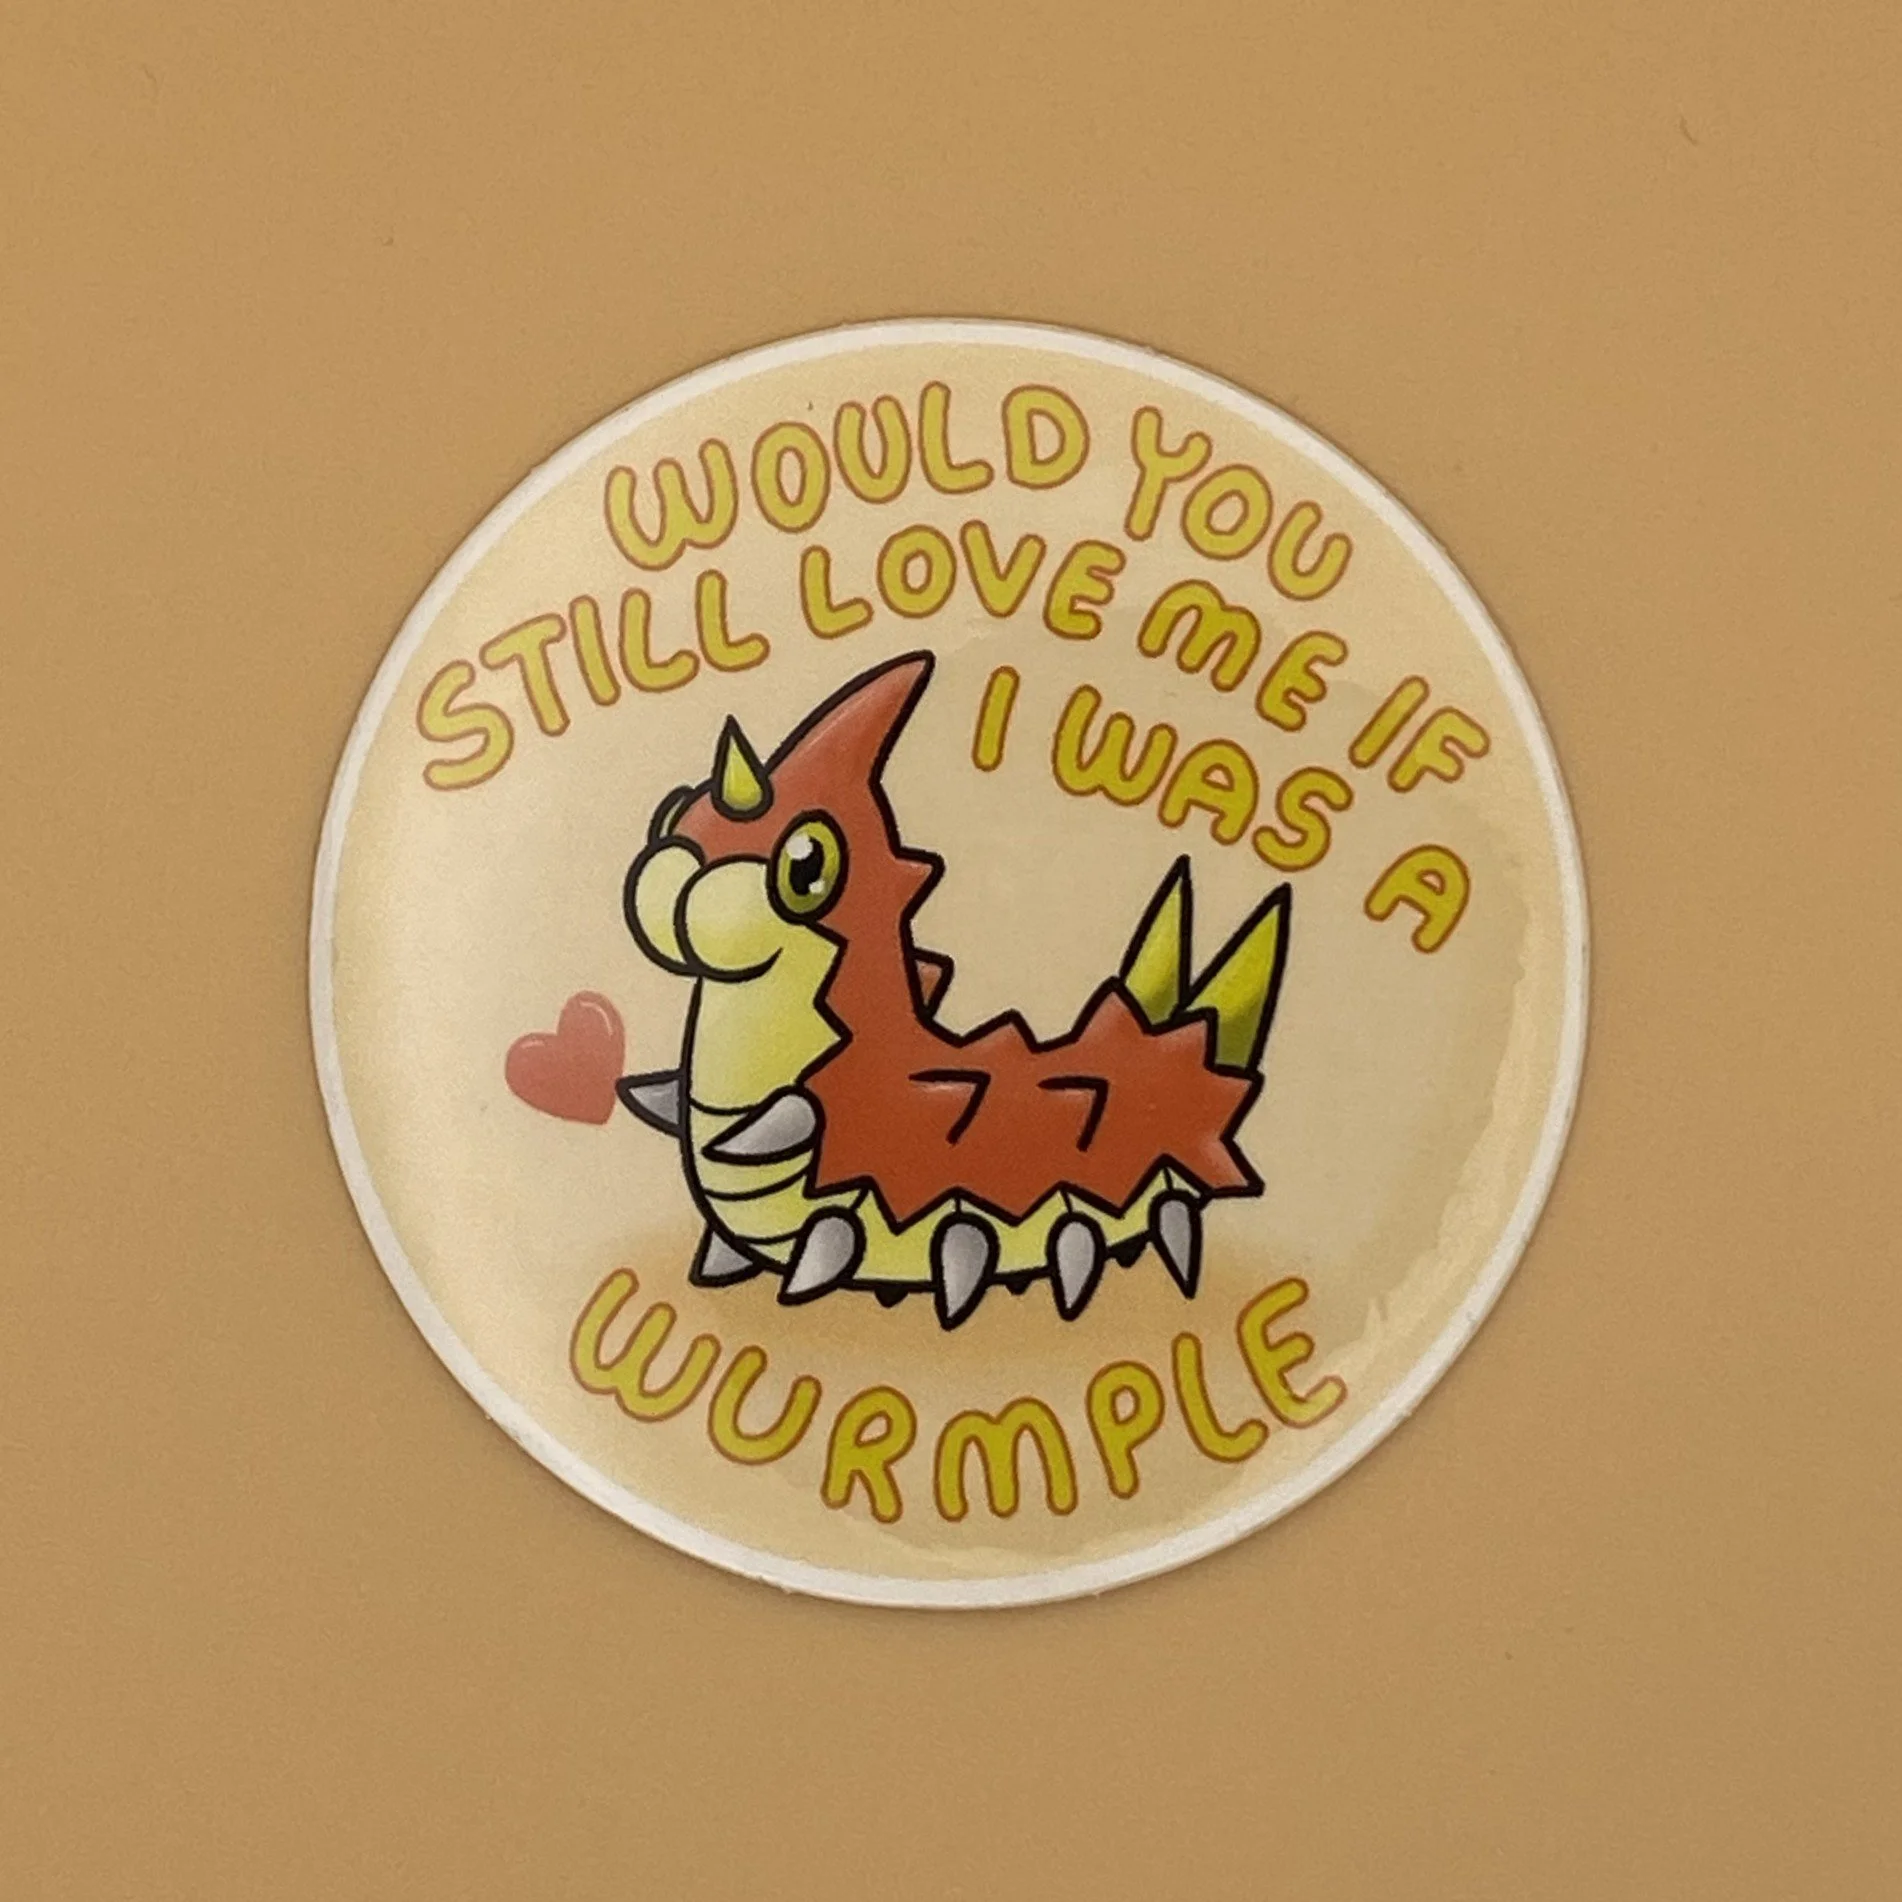 WOULD YOU
STILL LOVE ME IF
I WAS A
WURMPLE